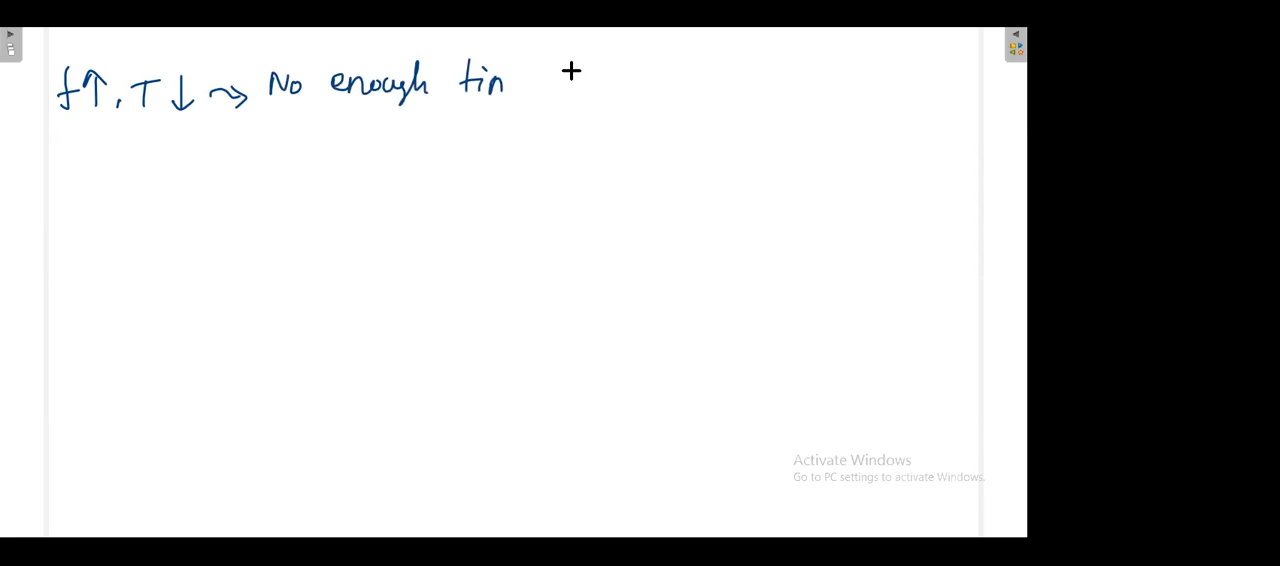 f↑, T↓ ⇝ No enough tin
Activate Windows
Go to PC settings to activate Windows.